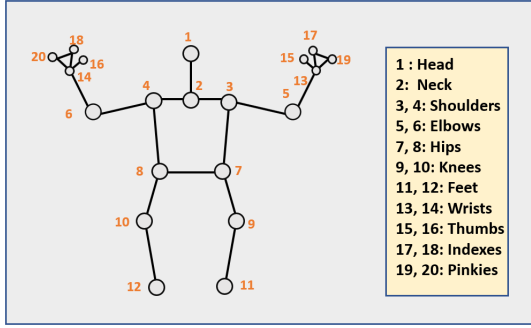 18
17
20
16
14
1
15
19
13
4
2
3
6
5
8
7
10
9
12
11
1 : Head
2: Neck
3, 4: Shoulders
5, 6: Elbows
7, 8: Hips
9, 10: Knees
11, 12: Feet
13, 14: Wrists
15, 16: Thumbs
17, 18: Indexes
19, 20: Pinkies